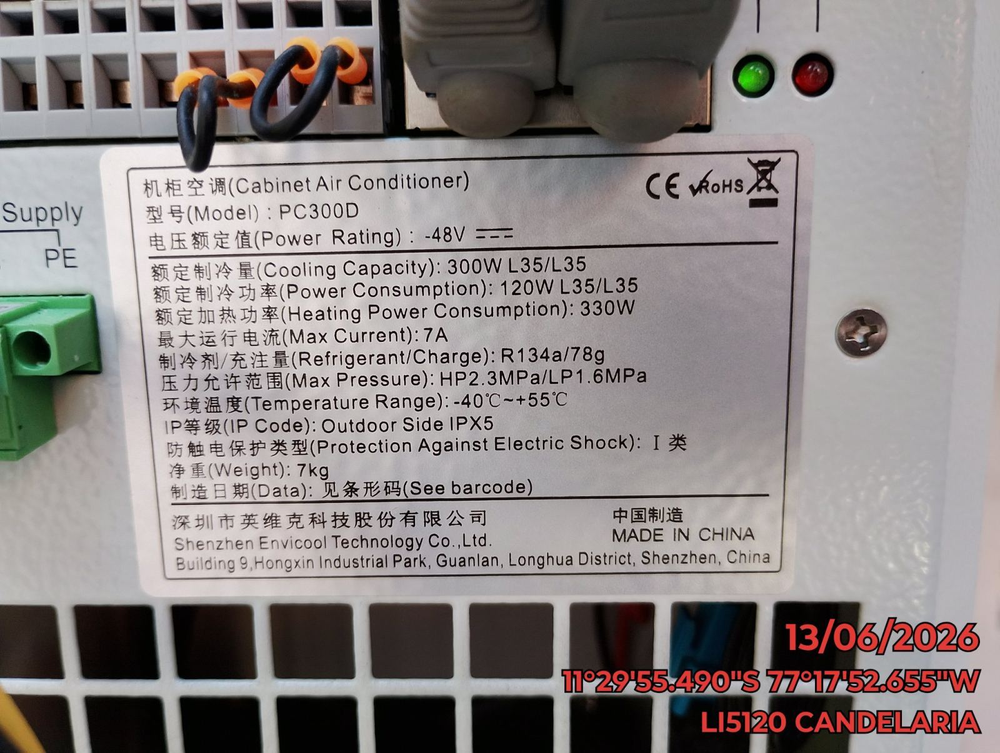 Supply
PE
机柜空调(Cabinet Air Conditioner)
CE RoHS
型号(Model) : PC300D
电压额定值(Power Rating) : -48V
额定制冷量(Cooling Capacity): 300W L35/L35
额定制冷功率(Power Consumption): 120W L35/L35
额定加热功率(Heating Power Consumption): 330W
最大运行电流(Max Current): 7A
制冷剂/充注量(Refrigerant/Charge): R134a/78g
压力允许范围(Max Pressure): HP2.3MPa/LP1.6MPa
环境温度(Temperature Range): -40℃~+55℃
IP等级(IP Code): Outdoor Side IPX5
防触电保护类型(Protection Against Electric Shock): I 类
净重(Weight): 7kg
制造日期(Data): 见条形码(See barcode)
深圳市英维克科技股份有限公司
Shenzhen Envicool Technology Co.,Ltd.
中国制造
MADE IN CHINA
Building 9,Hongxin Industrial Park, Guanlan, Longhua District, Shenzhen, China
13/06/2026
11°29'55.490"S 77°17'52.655"W
LI5120 CANDELARIA